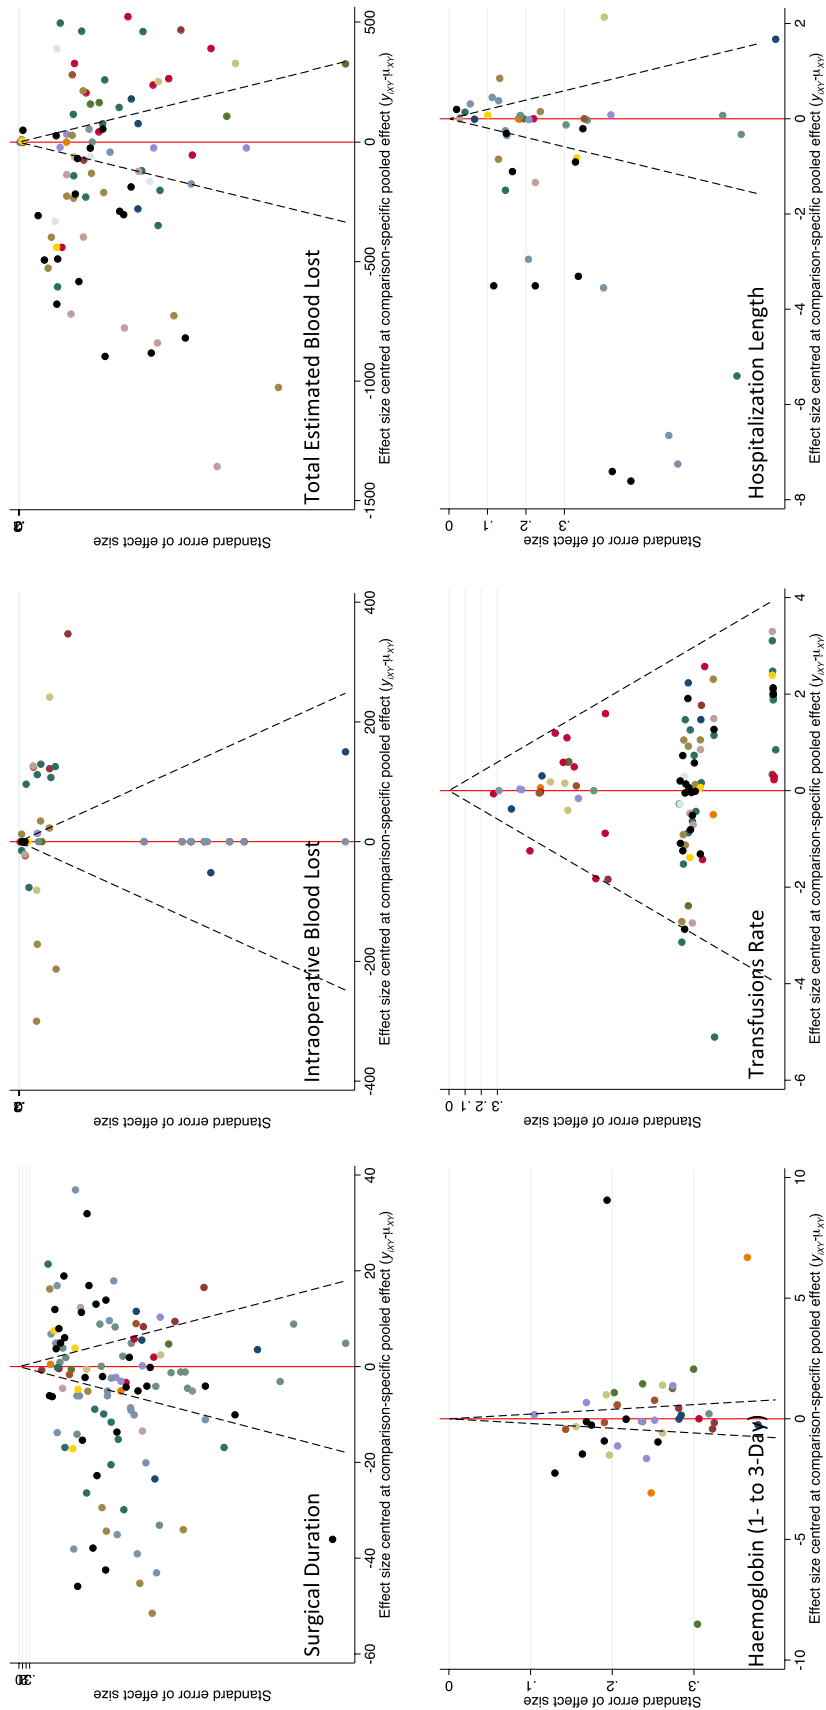 Standard error of effect size
Surgical Duration
-60 -40 -20 0 20 40
Effect size centred at comparison-specific pooled effect (yiXY-μXY)
Standard error of effect size
Intraoperative Blood Lost
-400 -200 0 200 400
Effect size centred at comparison-specific pooled effect (yiXY-μXY)
Standard error of effect size
Total Estimated Blood Lost
-1500 -1000 -500 0 500
Effect size centred at comparison-specific pooled effect (yiXY-μXY)
Standard error of effect size
0
.1
.2
.3
Haemoglobin (1- to 3-Day)
-10 -5 0 5 10
Effect size centred at comparison-specific pooled effect (yiXY-μXY)
Standard error of effect size
0
.1
.2
.3
Transfusions Rate
-6 -4 -2 0 2 4
Effect size centred at comparison-specific pooled effect (yiXY-μXY)
Standard error of effect size
0
.1
.2
.3
Hospitalization Length
-8 -6 -4 -2 0 2
Effect size centred at comparison-specific pooled effect (yiXY-μXY)